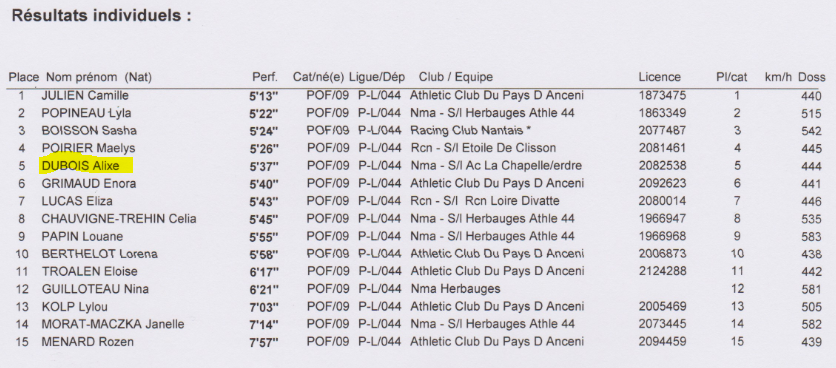 Résultats individuels :
Place Nom prénom (Nat) Perf. Cat/né(e) Ligue/Dép Club / Equipe Licence Pl/cat km/h Doss
1 JULIEN Camille 5'13" POF/09 P-L/044 Athletic Club Du Pays D Anceni 1873475 1 440
2 POPINEAU Lyla 5'22" POF/09 P-L/044 Nma - S/l Herbauges Athle 44 1863349 2 515
3 BOISSON Sasha 5'24" POF/09 P-L/044 Racing Club Nantais * 2077487 3 542
4 POIRIER Maelys 5'26" POF/09 P-L/044 Rcn - S/l Etoile De Clisson 2081461 4 445
5 DUBOIS Alixe 5'37" POF/09 P-L/044 Nma - S/l Ac La Chapelle/erdre 2082538 5 444
6 GRIMAUD Enora 5'40" POF/09 P-L/044 Athletic Club Du Pays D Anceni 2092623 6 441
7 LUCAS Eliza 5'43" POF/09 P-L/044 Rcn - S/l Rcn Loire Divatte 2080014 7 446
8 CHAUVIGNE-TREHIN Celia 5'45" POF/09 P-L/044 Nma - S/l Herbauges Athle 44 1966947 8 535
9 PAPIN Louane 5'55" POF/09 P-L/044 Nma - S/l Herbauges Athle 44 1966968 9 583
10 BERTHELOT Lorena 5'58" POF/09 P-L/044 Athletic Club Du Pays D Anceni 2006873 10 438
11 TROALEN Eloise 6'17" POF/09 P-L/044 Athletic Club Du Pays D Anceni 2124288 11 442
12 GUILLOTEAU Nina 6'21" POF/09 P-L/044 Nma Herbauges 12 581
13 KOLP Lylou 7'03" POF/09 P-L/044 Athletic Club Du Pays D Anceni 2005469 13 505
14 MORAT-MACZKA Janelle 7'14" POF/09 P-L/044 Nma - S/l Herbauges Athle 44 2073445 14 582
15 MENARD Rozen 7'57" POF/09 P-L/044 Athletic Club Du Pays D Anceni 2094459 15 439